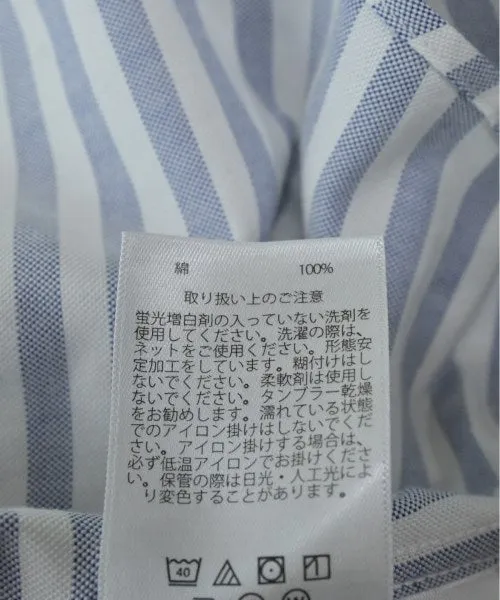 綿 100%
取り扱い上のご注意
蛍光増白剤の入っていない洗剤を
使用してください。洗濯の際は、
ネットをご使用ください。形態安
定加工をしています。糊付けはし
ないでください。柔軟剤は使用し
ないでください。タンブラー乾燥
をお勧めします。濡れている状態
でのアイロン掛けはしないでくだ
さい。アイロン掛けする場合は、
必ず低温アイロンでお掛けくださ
い。保管の際は日光・人工光によ
り変色することがあります。
40